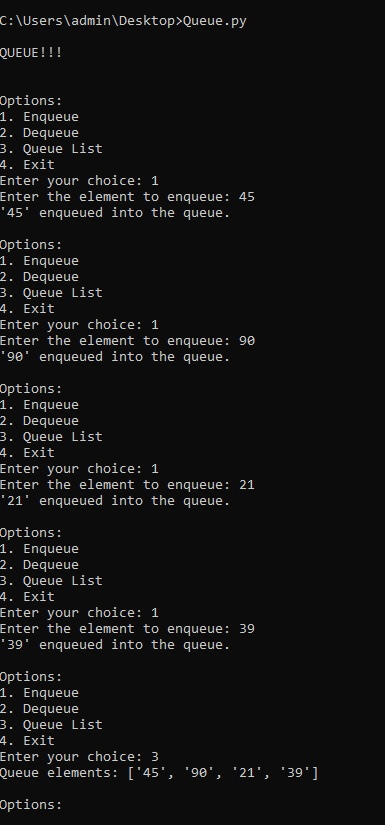 C:\Users\admin\Desktop>Queue.py
QUEUE!!!
Options:
1. Enqueue
2. Dequeue
3. Queue List
4. Exit
Enter your choice: 1
Enter the element to enqueue: 45
'45' enqueued into the queue.
Options:
1. Enqueue
2. Dequeue
3. Queue List
4. Exit
Enter your choice: 1
Enter the element to enqueue: 90
'90' enqueued into the queue.
Options:
1. Enqueue
2. Dequeue
3. Queue List
4. Exit
Enter your choice: 1
Enter the element to enqueue: 21
'21' enqueued into the queue.
Options:
1. Enqueue
2. Dequeue
3. Queue List
4. Exit
Enter your choice: 1
Enter the element to enqueue: 39
'39' enqueued into the queue.
Options:
1. Enqueue
2. Dequeue
3. Queue List
4. Exit
Enter your choice: 3
Queue elements: ['45', '90', '21', '39']
Options: